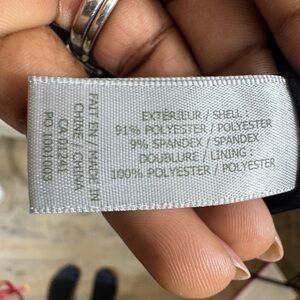 EXTÉRIEUR / SHELL :
91% POLYESTER / POLYESTER
9% SPANDEX / SPANDEX
DOUBLURE / LINING :
100% POLYESTER / POLYESTER
FAIT EN / MADE IN
CHINE / CHINA
CA 01241
PO 1001002